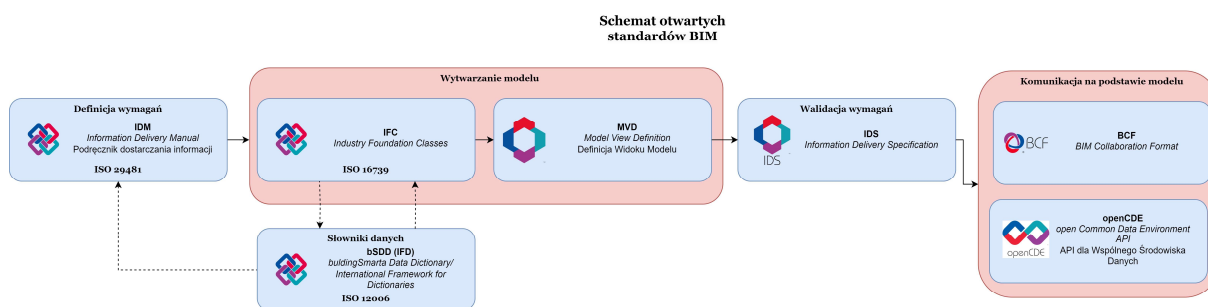 Schemat otwartych
standardów BIM
Definicja wymagań
IDM
Information Delivery Manual
Podręcznik dostarczania informacji
ISO 29481
Wytwarzanie modelu
IFC
Industry Foundation Classes
ISO 16739
MVD
Model View Definition
Definicja Widoku Modelu
Słowniki danych
bSDD (IFD)
buldingSmarta Data Dictionary/
International Framework for
Dictionaries
ISO 12006
Walidacja wymagań
IDS
Information Delivery Specification
IDS
Komunikacja na podstawie modelu
BCF
BCF
BIM Collaboration Format
openCDE
openCDE
open Common Data Environment
API
API dla Wspólnego Środowiska
Danych